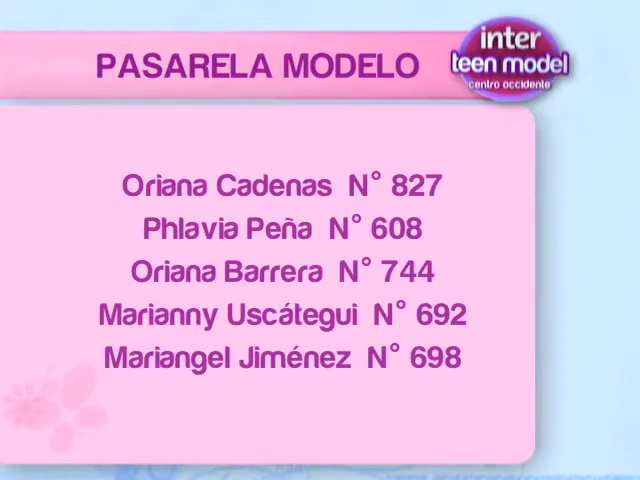 PASARELA MODELO
inter
teen model
centro occidente
Oriana Cadenas N° 827
Phlavia Peña N° 608
Oriana Barrera N° 744
Marianny Uscátegui N° 692
Mariangel Jiménez N° 698